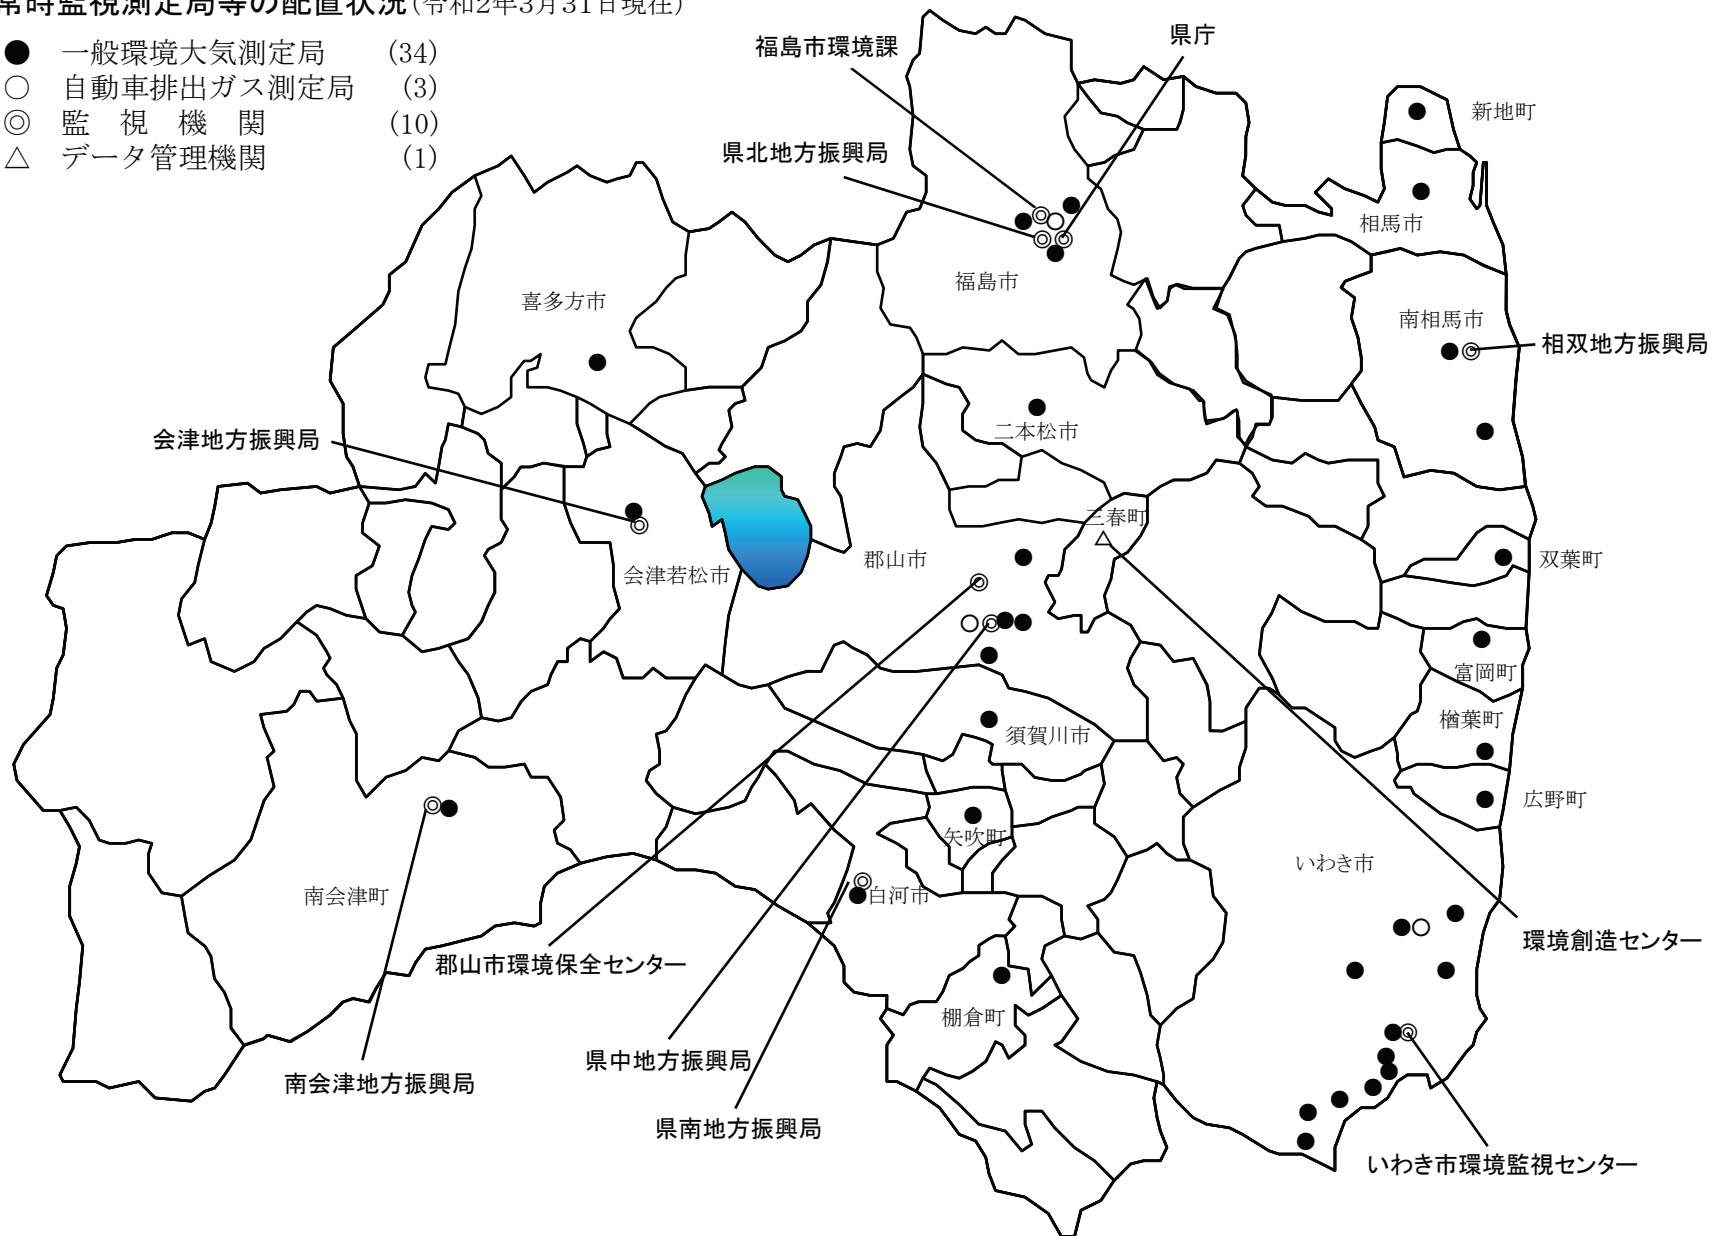 常時監視測定局等の配置状況(令和2年3月31日現在)
● 一般環境大気測定局 (34)
○ 自動車排出ガス測定局 (3)
◎ 監視機関 (10)
△ データ管理機関 (1)
県庁
福島市環境課
県北地方振興局
新地町
相馬市
福島市
喜多方市
南相馬市
相双地方振興局
二本松市
会津地方振興局
三春町
郡山市
双葉町
会津若松市
富岡町
楢葉町
須賀川市
広野町
矢吹町
いわき市
南会津町
白河市
環境創造センター
郡山市環境保全センター
棚倉町
県中地方振興局
南会津地方振興局
県南地方振興局
いわき市環境監視センター